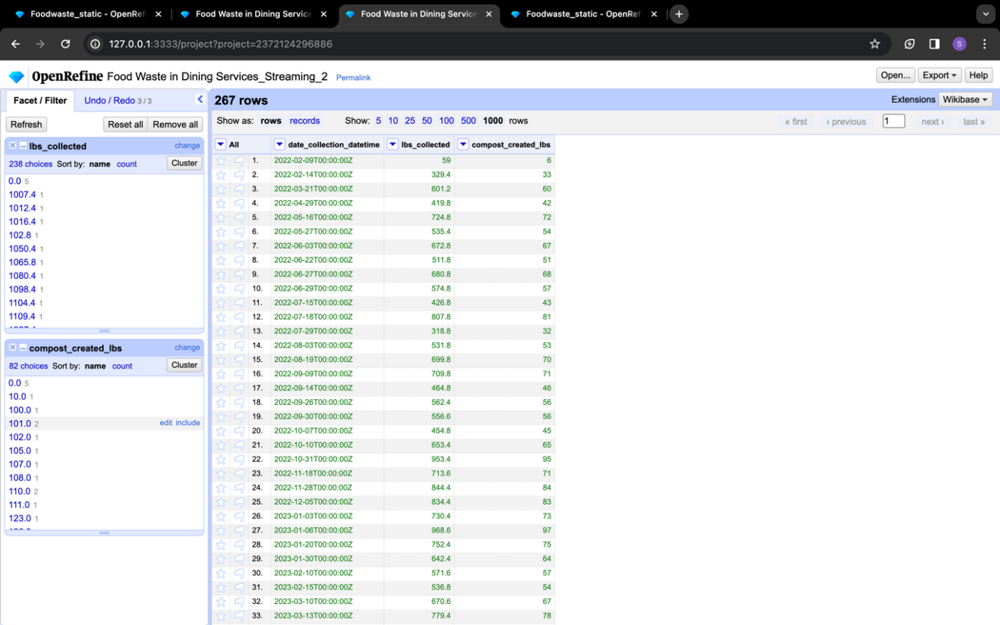 Foodwaste_static - OpenRefi
Food Waste in Dining Service
Food Waste in Dining Service
Foodwaste_static - OpenRefi
127.0.0.1:3333/project?project=2372124296886
S
OpenRefine Food Waste in Dining Services_Streaming_2 Permalink
Open... Export Help
Facet / Filter Undo / Redo 3 / 3
267 rows
Extensions Wikibase
Refresh Reset all Remove all
Show as: rows records Show: 5 10 25 50 100 500 1000 rows
« first ‹ previous 1 next › last »
lbs_collected change
238 choices Sort by: name count Cluster
0.0 5
1007.4 1
1012.4 1
1016.4 1
102.8 1
1050.4 1
1065.8 1
1080.4 1
1098.4 1
1104.4 1
1109.4 1
compost_created_lbs change
82 choices Sort by: name count Cluster
0.0 5
10.0 1
100.0 1
101.0 2 edit include
102.0 1
105.0 1
107.0 1
108.0 1
110.0 2
111.0 1
123.0 1
All date_collection_datetime lbs_collected compost_created_lbs
1. 2022-02-09T00:00:00Z 59 6
2. 2022-02-14T00:00:00Z 329.4 33
3. 2022-03-21T00:00:00Z 601.2 60
4. 2022-04-29T00:00:00Z 419.8 42
5. 2022-05-16T00:00:00Z 724.8 72
6. 2022-05-27T00:00:00Z 535.4 54
7. 2022-06-03T00:00:00Z 672.8 67
8. 2022-06-22T00:00:00Z 511.8 51
9. 2022-06-27T00:00:00Z 680.8 68
10. 2022-06-29T00:00:00Z 574.8 57
11. 2022-07-15T00:00:00Z 426.8 43
12. 2022-07-18T00:00:00Z 807.8 81
13. 2022-07-29T00:00:00Z 318.8 32
14. 2022-08-03T00:00:00Z 531.8 53
15. 2022-08-19T00:00:00Z 699.8 70
16. 2022-09-09T00:00:00Z 709.8 71
17. 2022-09-14T00:00:00Z 464.8 46
18. 2022-09-26T00:00:00Z 562.4 56
19. 2022-09-30T00:00:00Z 556.6 56
20. 2022-10-07T00:00:00Z 454.8 45
21. 2022-10-10T00:00:00Z 653.4 65
22. 2022-10-31T00:00:00Z 953.4 95
23. 2022-11-18T00:00:00Z 713.6 71
24. 2022-11-28T00:00:00Z 844.4 84
25. 2022-12-05T00:00:00Z 834.4 83
26. 2023-01-03T00:00:00Z 730.4 73
27. 2023-01-06T00:00:00Z 968.6 97
28. 2023-01-20T00:00:00Z 752.4 75
29. 2023-01-30T00:00:00Z 642.4 64
30. 2023-02-10T00:00:00Z 571.6 57
31. 2023-02-15T00:00:00Z 536.8 54
32. 2023-03-10T00:00:00Z 670.6 67
33. 2023-03-13T00:00:00Z 779.4 78